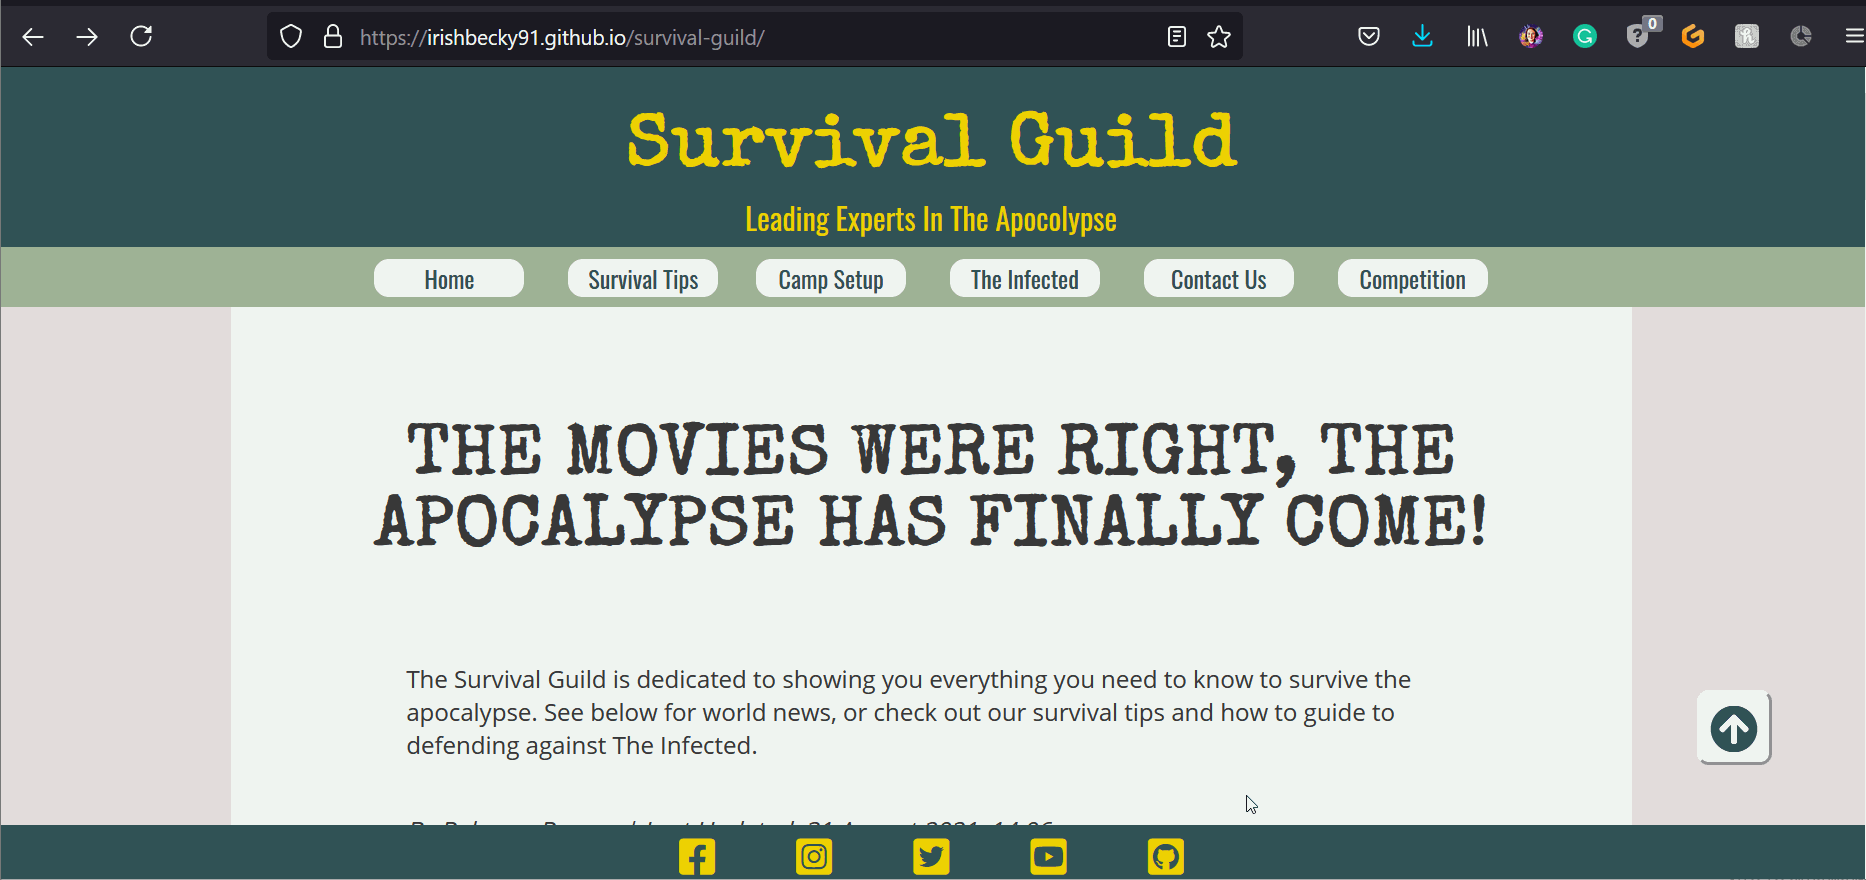 https://irishbecky91.github.io/survival-guild/
0
Survival Guild
Leading Experts In The Apocolypse
Home
Survival Tips
Camp Setup
The Infected
Contact Us
Competition
THE MOVIES WERE RIGHT, THE
APOCALYPSE HAS FINALLY COME!
The Survival Guild is dedicated to showing you everything you need to know to survive the
apocalypse. See below for world news, or check out our survival tips and how to guide to
defending against The Infected.